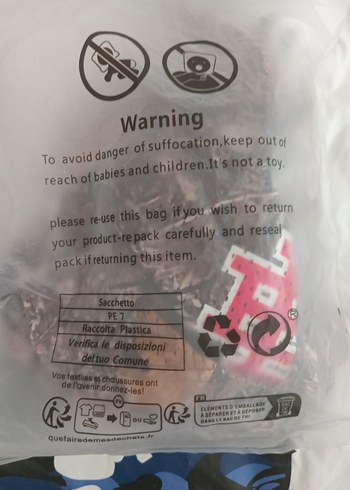 Warning
To avoid danger of suffocation,keep out of
reach of babies and children.It's not a toy.
please re-use this bag if you wish to return
your product-repack carefully and reseal
pack if returning this item.
Sacchetto
PE 7
Raccolta Plastica
Verifica le disposizioni
del tuo Comune
®
Vos textiles et chaussures ont
de l'avenir,donnez-les!
FR
OU
FR
ÉLÉMENTS D'EMBALLAGE
À SÉPARER ET À DÉPOSER
DANS LE BAC DE TRI
quefairedemesdechets.fr